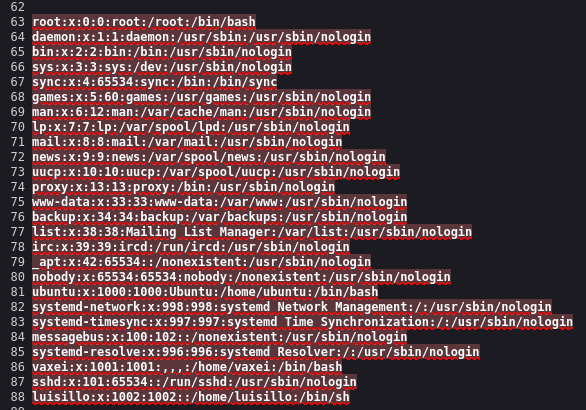 62
63 root:x:0:0:root:/root:/bin/bash
64 daemon:x:1:1:daemon:/usr/sbin:/usr/sbin/nologin
65 bin:x:2:2:bin:/bin:/usr/sbin/nologin
66 sys:x:3:3:sys:/dev:/usr/sbin/nologin
67 sync:x:4:65534:sync:/bin:/bin/sync
68 games:x:5:60:games:/usr/games:/usr/sbin/nologin
69 man:x:6:12:man:/var/cache/man:/usr/sbin/nologin
70 lp:x:7:7:lp:/var/spool/lpd:/usr/sbin/nologin
71 mail:x:8:8:mail:/var/mail:/usr/sbin/nologin
72 news:x:9:9:news:/var/spool/news:/usr/sbin/nologin
73 uucp:x:10:10:uucp:/var/spool/uucp:/usr/sbin/nologin
74 proxy:x:13:13:proxy:/bin:/usr/sbin/nologin
75 www-data:x:33:33:www-data:/var/www:/usr/sbin/nologin
76 backup:x:34:34:backup:/var/backups:/usr/sbin/nologin
77 list:x:38:38:Mailing List Manager:/var/list:/usr/sbin/nologin
78 irc:x:39:39:ircd:/run/ircd:/usr/sbin/nologin
79 _apt:x:42:65534::/nonexistent:/usr/sbin/nologin
80 nobody:x:65534:65534:nobody:/nonexistent:/usr/sbin/nologin
81 ubuntu:x:1000:1000:Ubuntu:/home/ubuntu:/bin/bash
82 systemd-network:x:998:998:systemd Network Management:/:/usr/sbin/nologin
83 systemd-timesync:x:997:997:systemd Time Synchronization:/:/usr/sbin/nologin
84 messagebus:x:100:102::/nonexistent:/usr/sbin/nologin
85 systemd-resolve:x:996:996:systemd Resolver:/:/usr/sbin/nologin
86 vaxei:x:1001:1001:,,,:/home/vaxei:/bin/bash
87 sshd:x:101:65534::/run/sshd:/usr/sbin/nologin
88 luisillo:x:1002:1002::/home/luisillo:/bin/sh